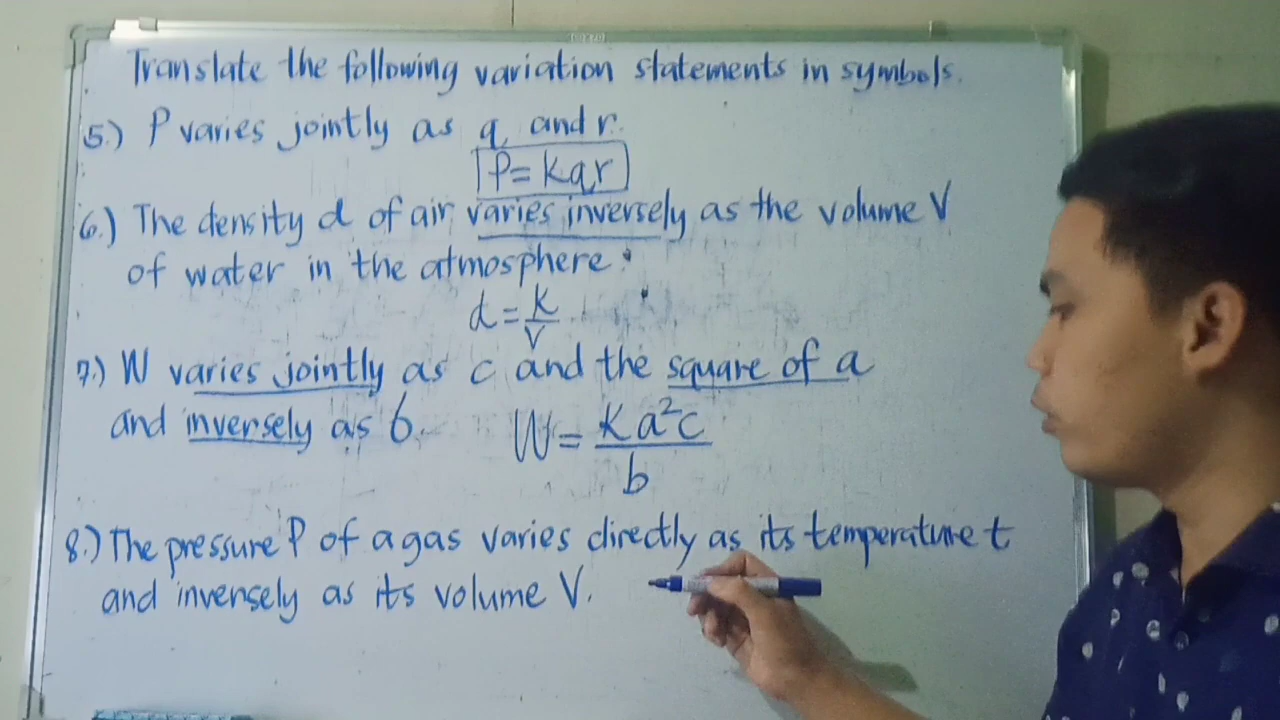 Translate the following variation statements in symbols.
5.) P varies jointly as q and r.
P = kqr
6.) The density d of air varies inversely as the volume V
of water in the atmosphere.
d = k/v
7.) W varies jointly as c and the square of a
and inversely as b.
W = ka²c/b
8.) The pressure P of a gas varies directly as its temperature t
and inversely as its volume V.